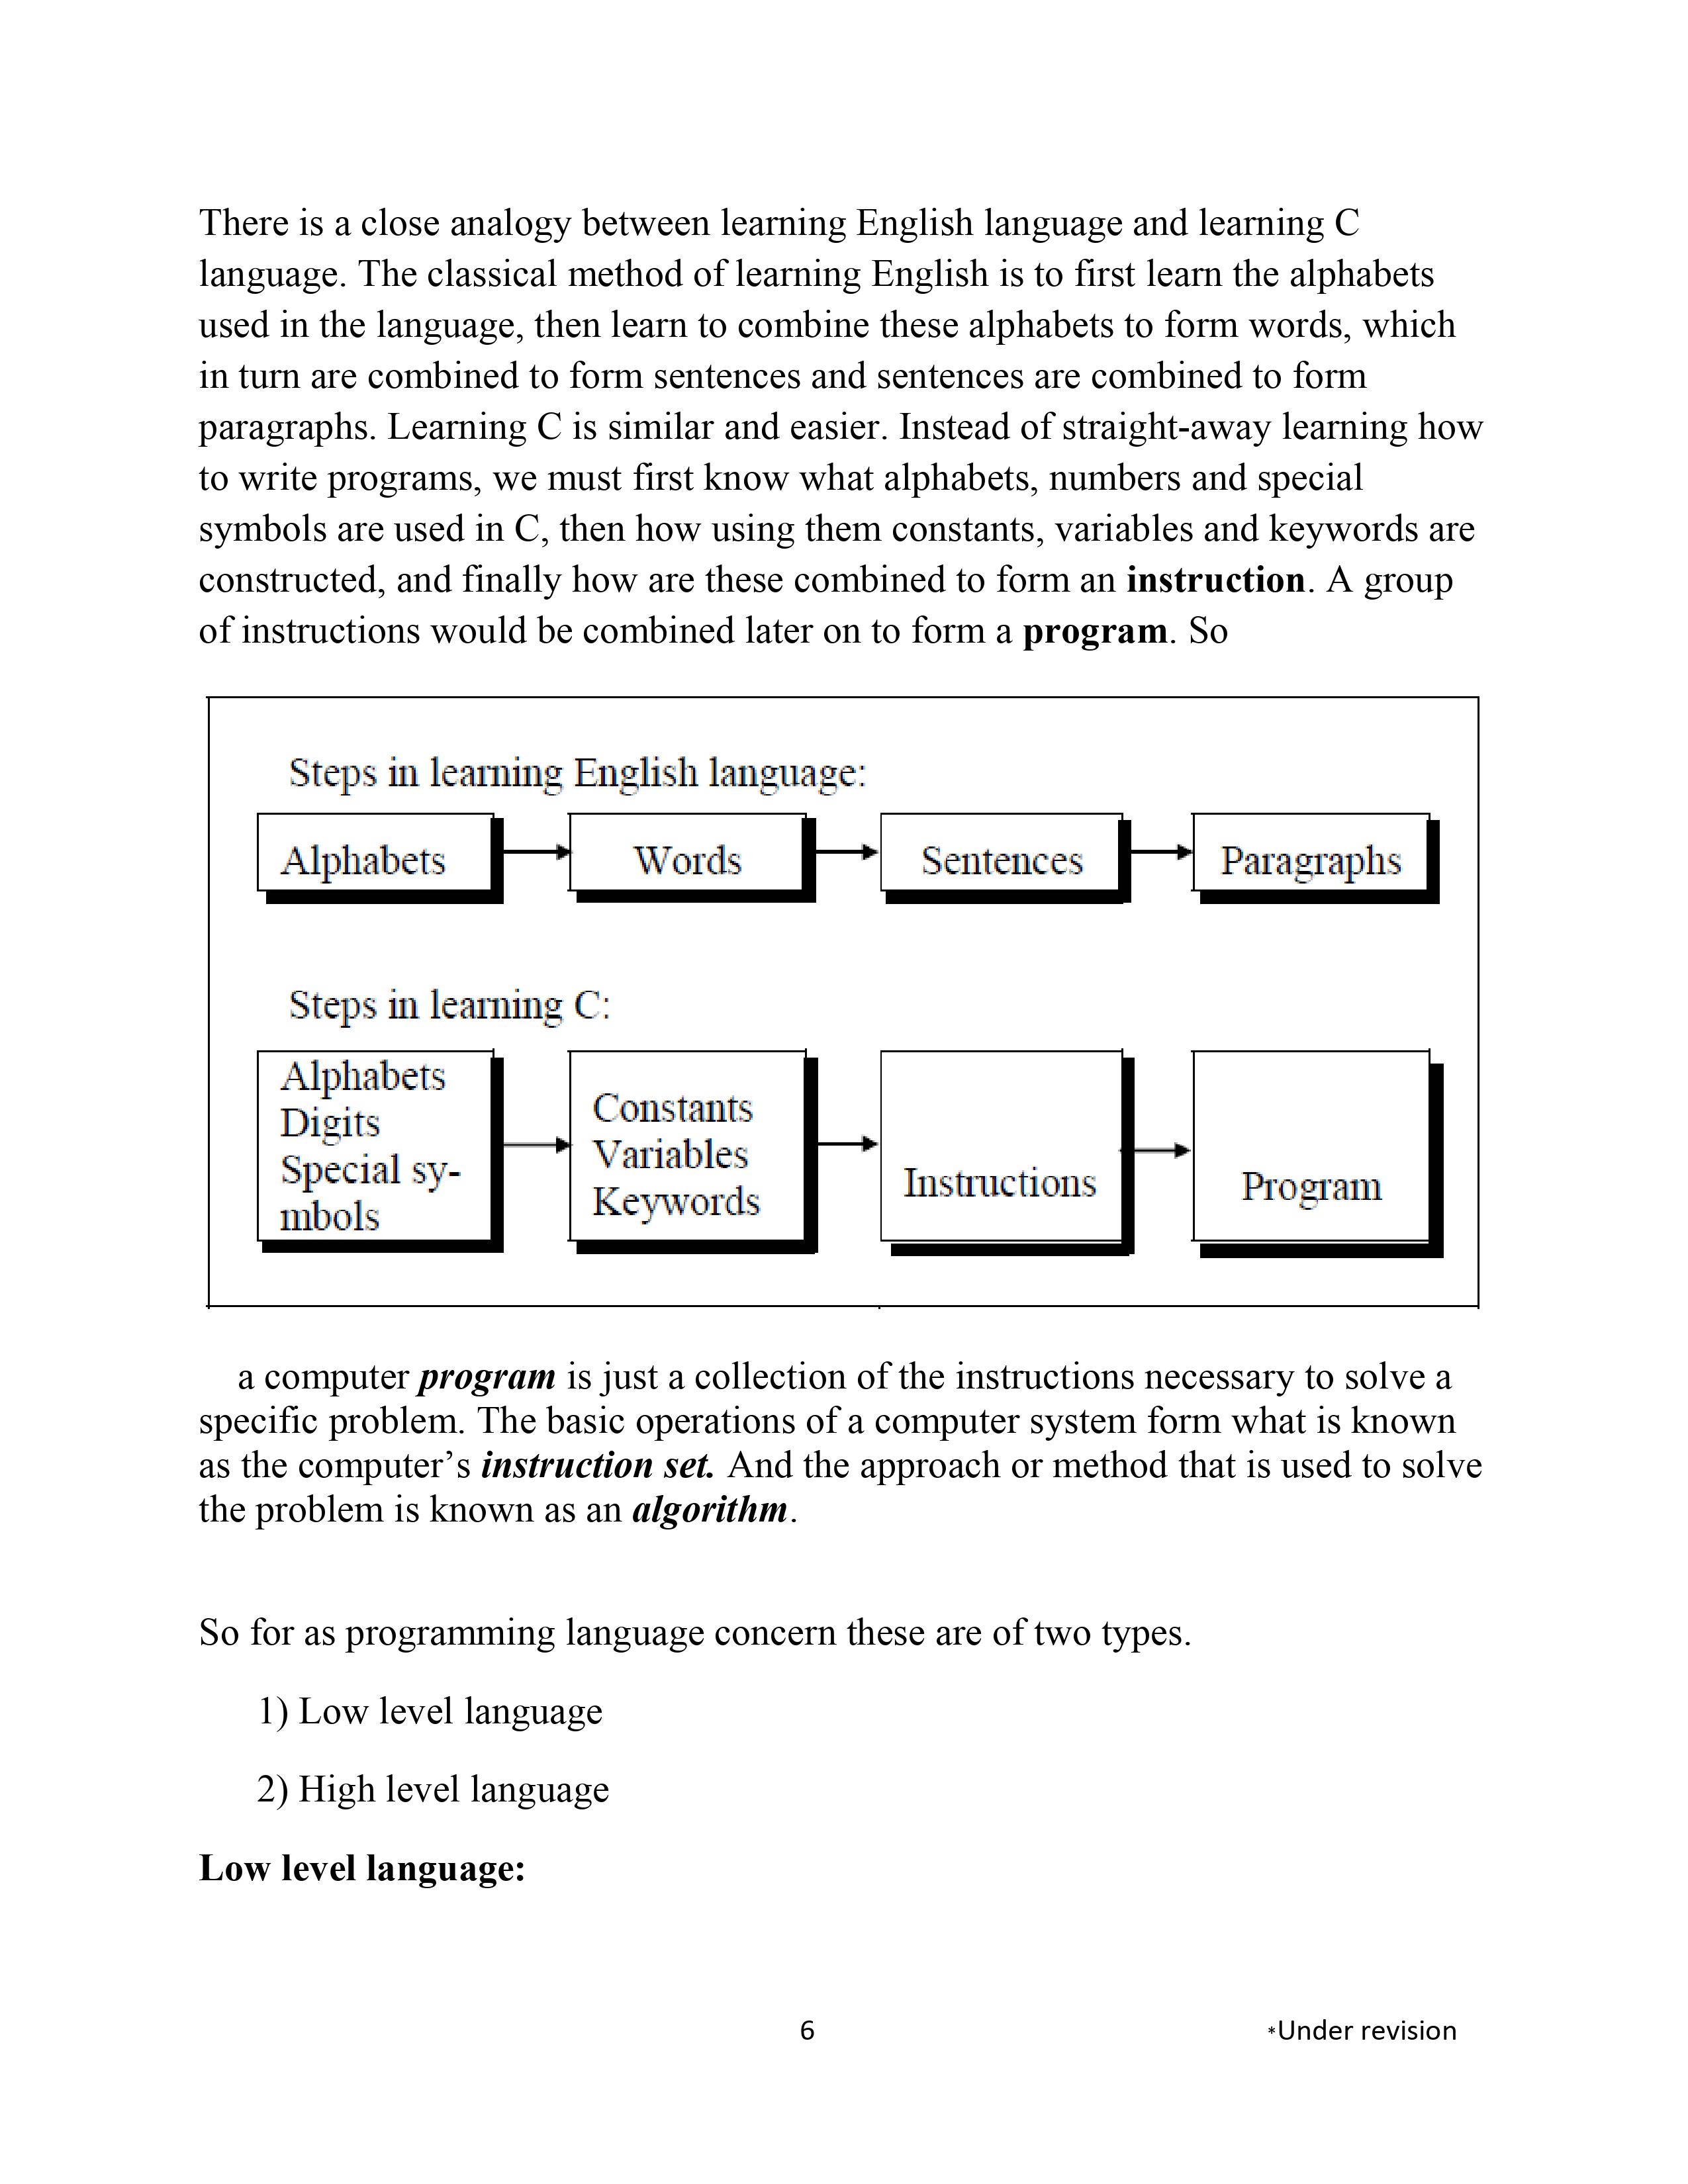 There is a close analogy between learning English language and learning C
language. The classical method of learning English is to first learn the alphabets
used in the language, then learn to combine these alphabets to form words, which
in turn are combined to form sentences and sentences are combined to form
paragraphs. Learning C is similar and easier. Instead of straight-away learning how
to write programs, we must first know what alphabets, numbers and special
symbols are used in C, then how using them constants, variables and keywords are
constructed, and finally how are these combined to form an instruction. A group
of instructions would be combined later on to form a program. So
Steps in learning English language:
Alphabets Words Sentences Paragraphs
Steps in learning C:
Alphabets
Digits
Special sy-
mbols
Constants
Variables
Keywords
Instructions
Program
a computer program is just a collection of the instructions necessary to solve a
specific problem. The basic operations of a computer system form what is known
as the computer’s instruction set. And the approach or method that is used to solve
the problem is known as an algorithm.
So for as programming language concern these are of two types.
1) Low level language
2) High level language
Low level language:
6 *Under revision